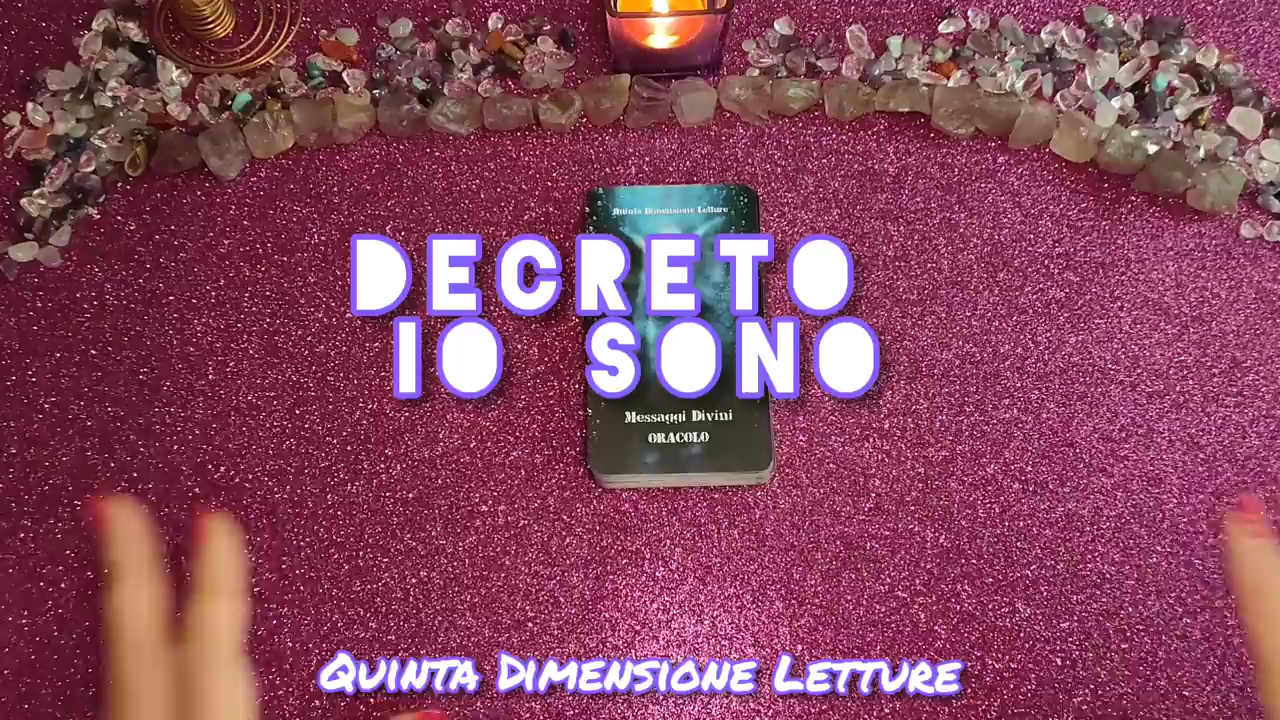 Quinta Dimensione Letture
DECRETO
IO SONO
Messaggi Divini
ORACOLO
Quinta Dimensione Letture